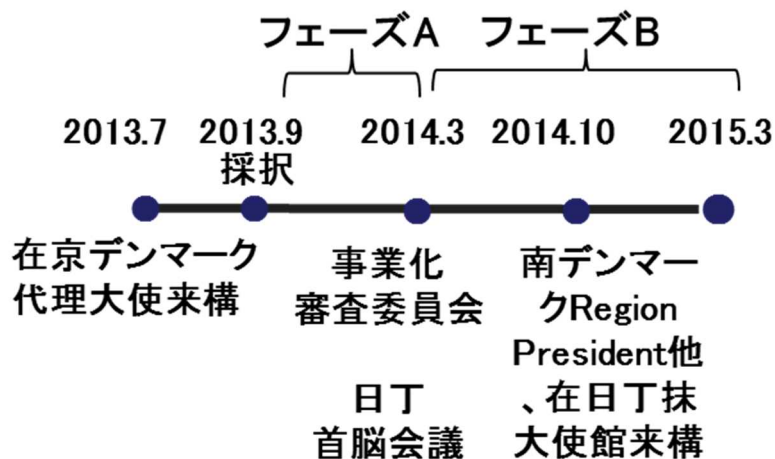 フェーズA フェーズB
2013.7 2013.9 2014.3 2014.10 2015.3
採択
在京デンマーク
代理大使来構
事業化
審査委員会
日丁
首脳会議
南デンマー
クRegion
President他
、在日丁抹
大使館来構